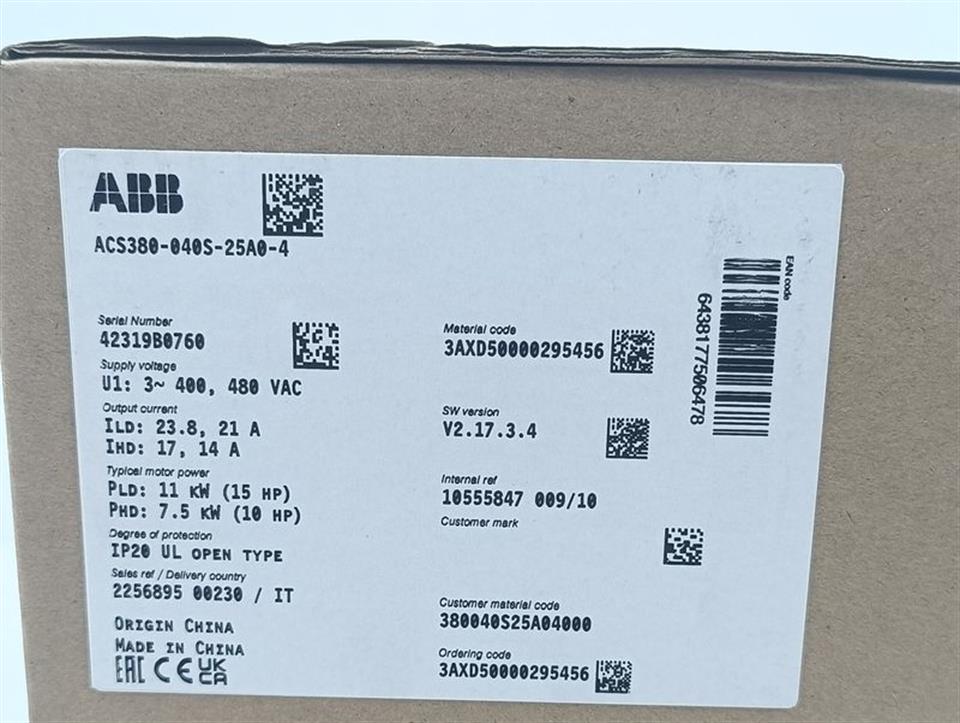 ABB
ACS380-040S-25A0-4
Serial Number
42319B0760
Supply voltage
U1: 3~ 400, 480 VAC
Output current
ILD: 23.8, 21 A
IHD: 17, 14 A
Typical motor power
PLD: 11 kW (15 HP)
PHD: 7.5 kW (10 HP)
Degree of protection
IP20 UL OPEN TYPE
Sales ref / Delivery country
2256895 00230 / IT
ORIGIN CHINA
MADE IN CHINA
EAC CE UKCA
Material code
3AXD50000295456
SW version
V2.17.3.4
Internal ref
10555847 009/10
Customer mark
Customer material code
380040S25A04000
Ordering code
3AXD50000295456
EAN code
6438177506478